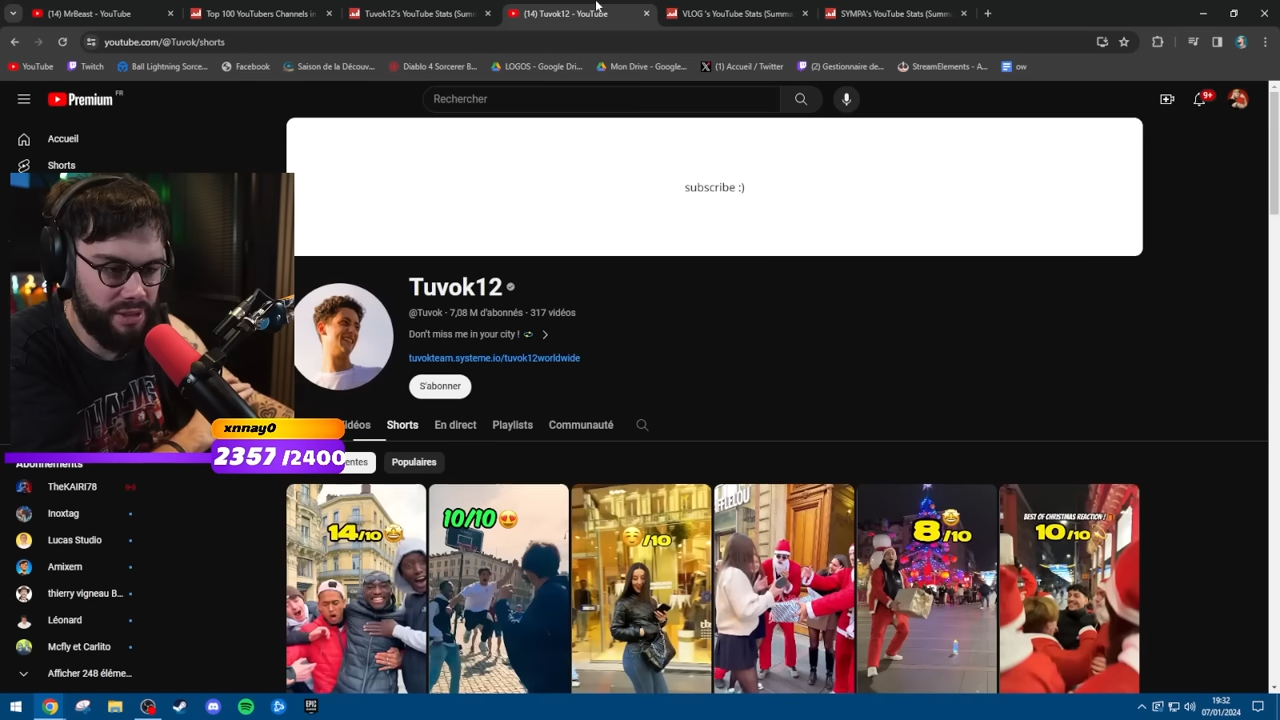 (14) MrBeast - YouTube
Top 100 YouTubers Channels in
Tuvok12's YouTube Stats (Summ
(14) Tuvok12 - YouTube
VLOG 's YouTube Stats (Summa
SYMPA's YouTube Stats (Summ
youtube.com/@Tuvok/shorts
YouTube
Twitch
Ball Lightning Sorce...
Facebook
Saison de la Découv...
Diablo 4 Sorcerer B...
LOGOS - Google Dri...
Mon Drive - Google...
(1) Accueil / Twitter
(2) Gestionnaire de...
StreamElements - A...
ow
Premium FR
Rechercher
9+
Accueil
Shorts
subscribe :)
Tuvok12
@Tuvok · 7,08 M d'abonnés · 317 vidéos
Don't miss me in your city !
tuvokteam.systeme.io/tuvok12worldwide
S'abonner
idéos
Shorts
En direct
Playlists
Communauté
xnnay0
2357 /2400
entes
Populaires
Abonnements
TheKAIRI78
Inoxtag
Lucas Studio
Amixem
thierry vigneau B...
Léonard
Mcfly et Carlito
Afficher 248 éléme...
14/10
10/10
/10
8/10
BEST OF CHRISTMAS REACTION !
10/10
19:32
07/01/2024